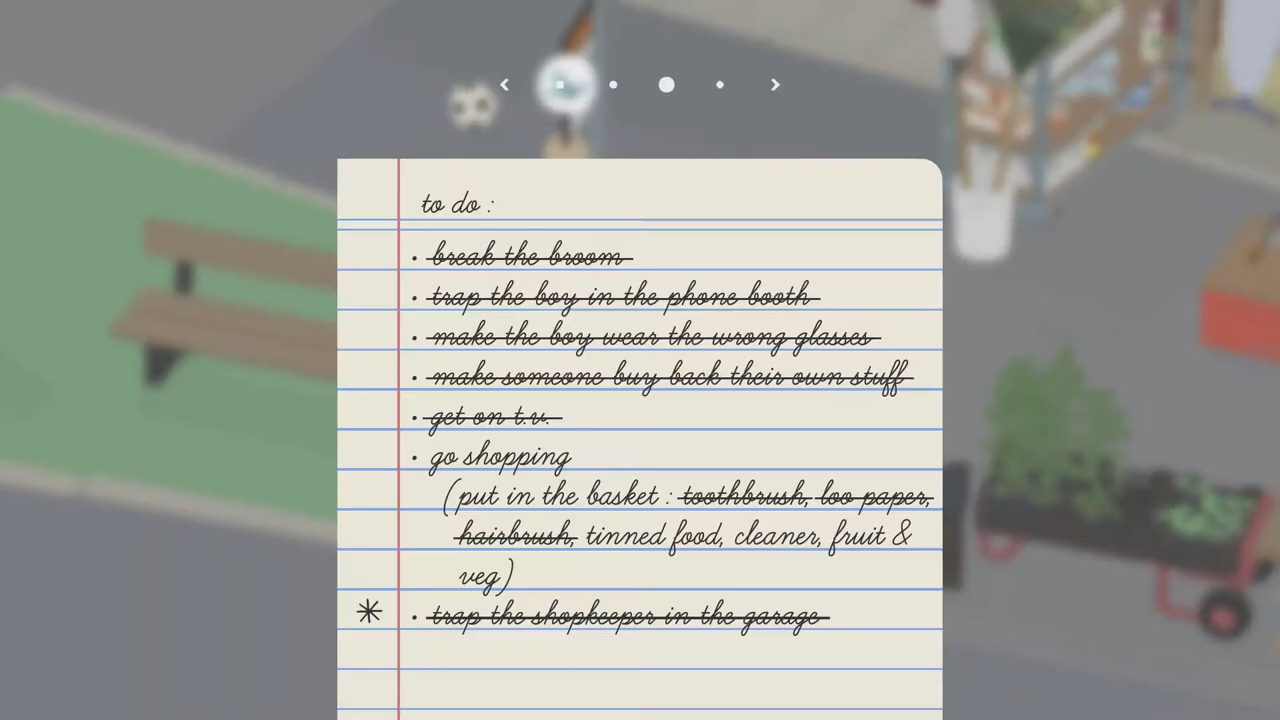 to do :
• break the broom
• trap the boy in the phone booth
• make the boy wear the wrong glasses
• make someone buy back their own stuff
• get on t.v.
• go shopping
(put in the basket : toothbrush, loo paper,
hairbrush, tinned food, cleaner, fruit &
veg)
• trap the shopkeeper in the garage